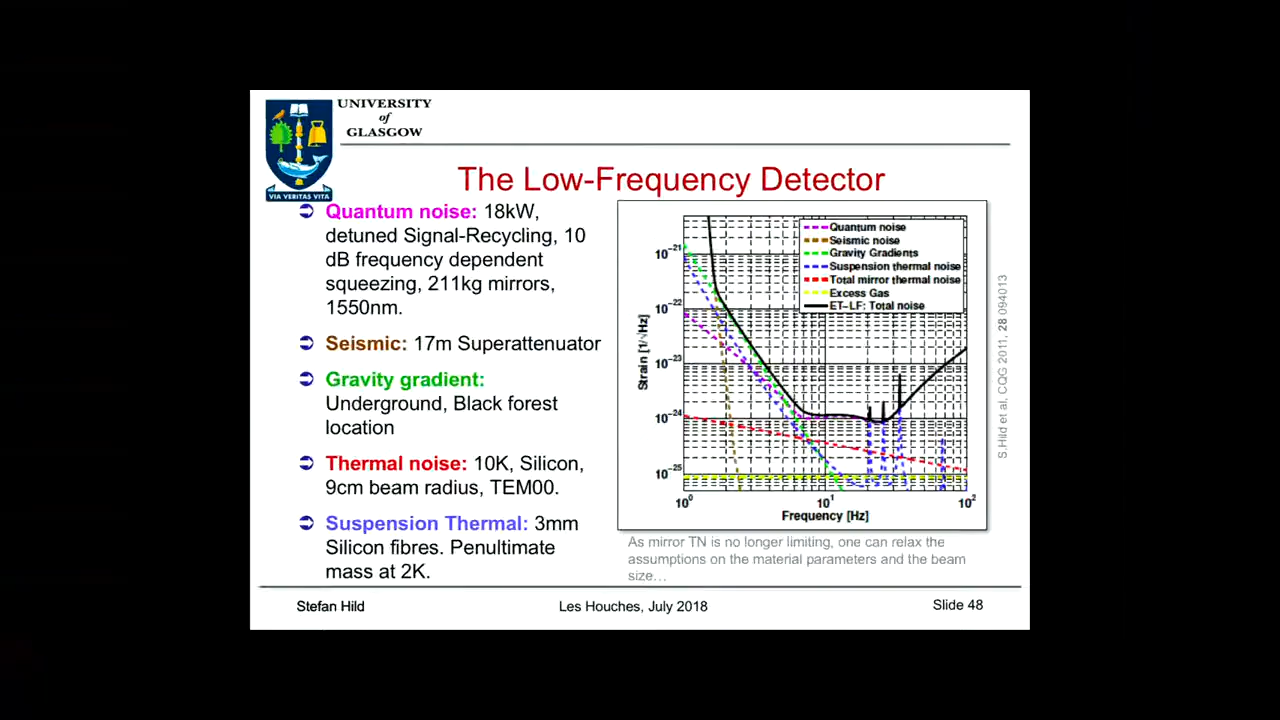 UNIVERSITY
of
GLASGOW
VIA VERITAS VITA
The Low-Frequency Detector
Quantum noise: 18kW,
detuned Signal-Recycling, 10
dB frequency dependent
squeezing, 211kg mirrors,
1550nm.
Seismic: 17m Superattenuator
Gravity gradient:
Underground, Black forest
location
Thermal noise: 10K, Silicon,
9cm beam radius, TEM00.
Suspension Thermal: 3mm
Silicon fibres. Penultimate
mass at 2K.
Quantum noise
Seismic noise
Gravity Gradients
Suspension thermal noise
Total mirror thermal noise
Excess Gas
ET-LF: Total noise
10⁻²¹
10⁻²²
10⁻²³
10⁻²⁴
10⁻²⁵
Strain [1/√Hz]
10⁰ 10¹ 10²
Frequency [Hz]
S.Hild et al, CQG 2011, 28 094013
As mirror TN is no longer limiting, one can relax the
assumptions on the material parameters and the beam
size…
Stefan Hild
Les Houches, July 2018
Slide 48